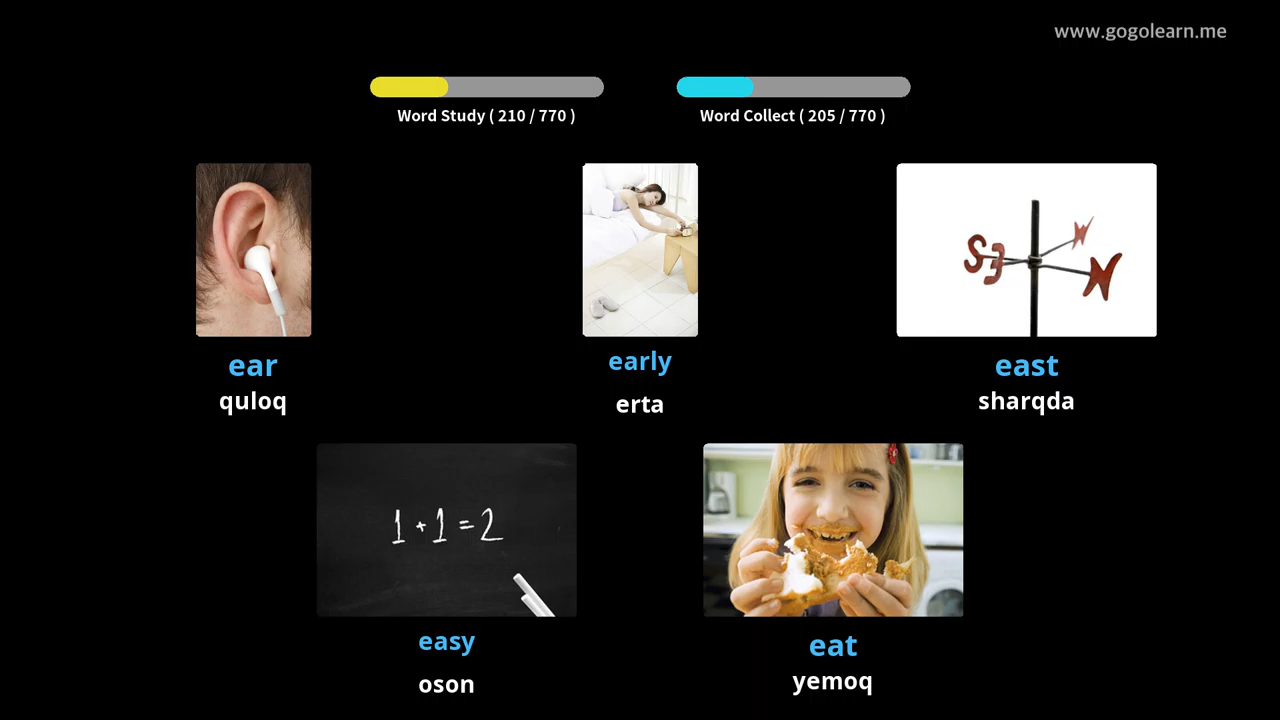 www.gogolearn.me
Word Study ( 210 / 770 )
Word Collect ( 205 / 770 )
S
E
N
ear
quloq
early
erta
east
sharqda
1 + 1 = 2
easy
oson
eat
yemoq